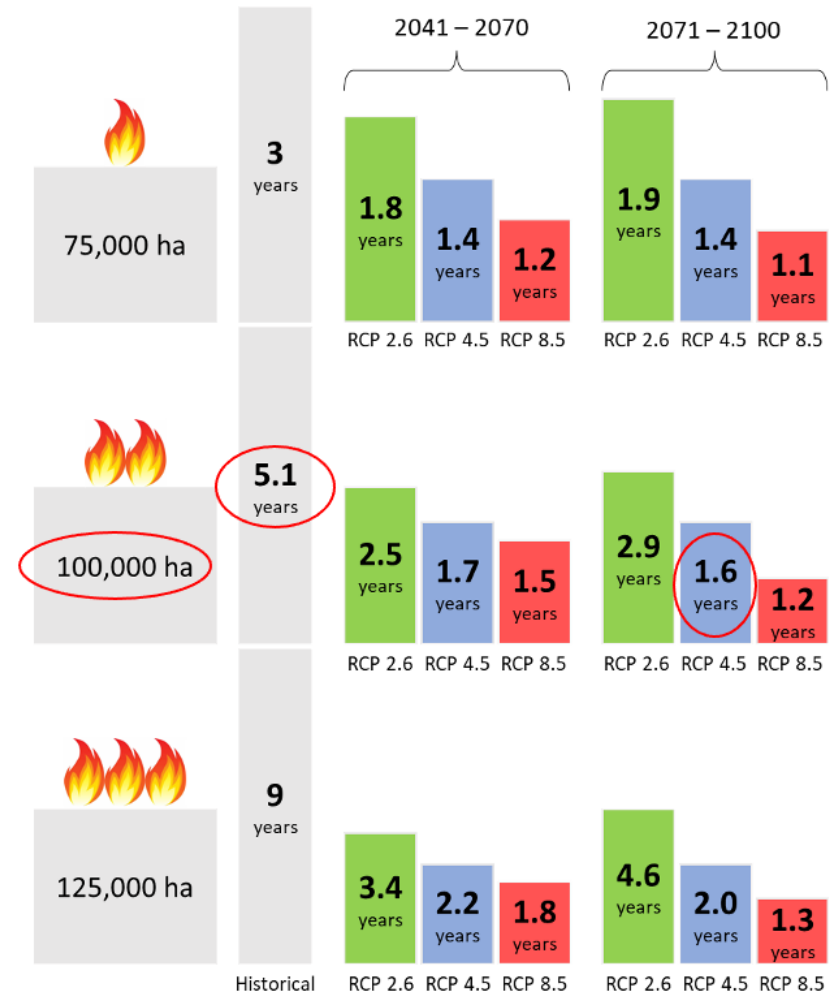 2041 – 2070
2071 – 2100
75,000 ha
3
years
1.8
years
1.4
years
1.2
years
1.9
years
1.4
years
1.1
years
RCP 2.6 RCP 4.5 RCP 8.5
RCP 2.6 RCP 4.5 RCP 8.5
100,000 ha
5.1
years
2.5
years
1.7
years
1.5
years
2.9
years
1.6
years
1.2
years
RCP 2.6 RCP 4.5 RCP 8.5
RCP 2.6 RCP 4.5 RCP 8.5
125,000 ha
9
years
3.4
years
2.2
years
1.8
years
4.6
years
2.0
years
1.3
years
Historical
RCP 2.6 RCP 4.5 RCP 8.5
RCP 2.6 RCP 4.5 RCP 8.5